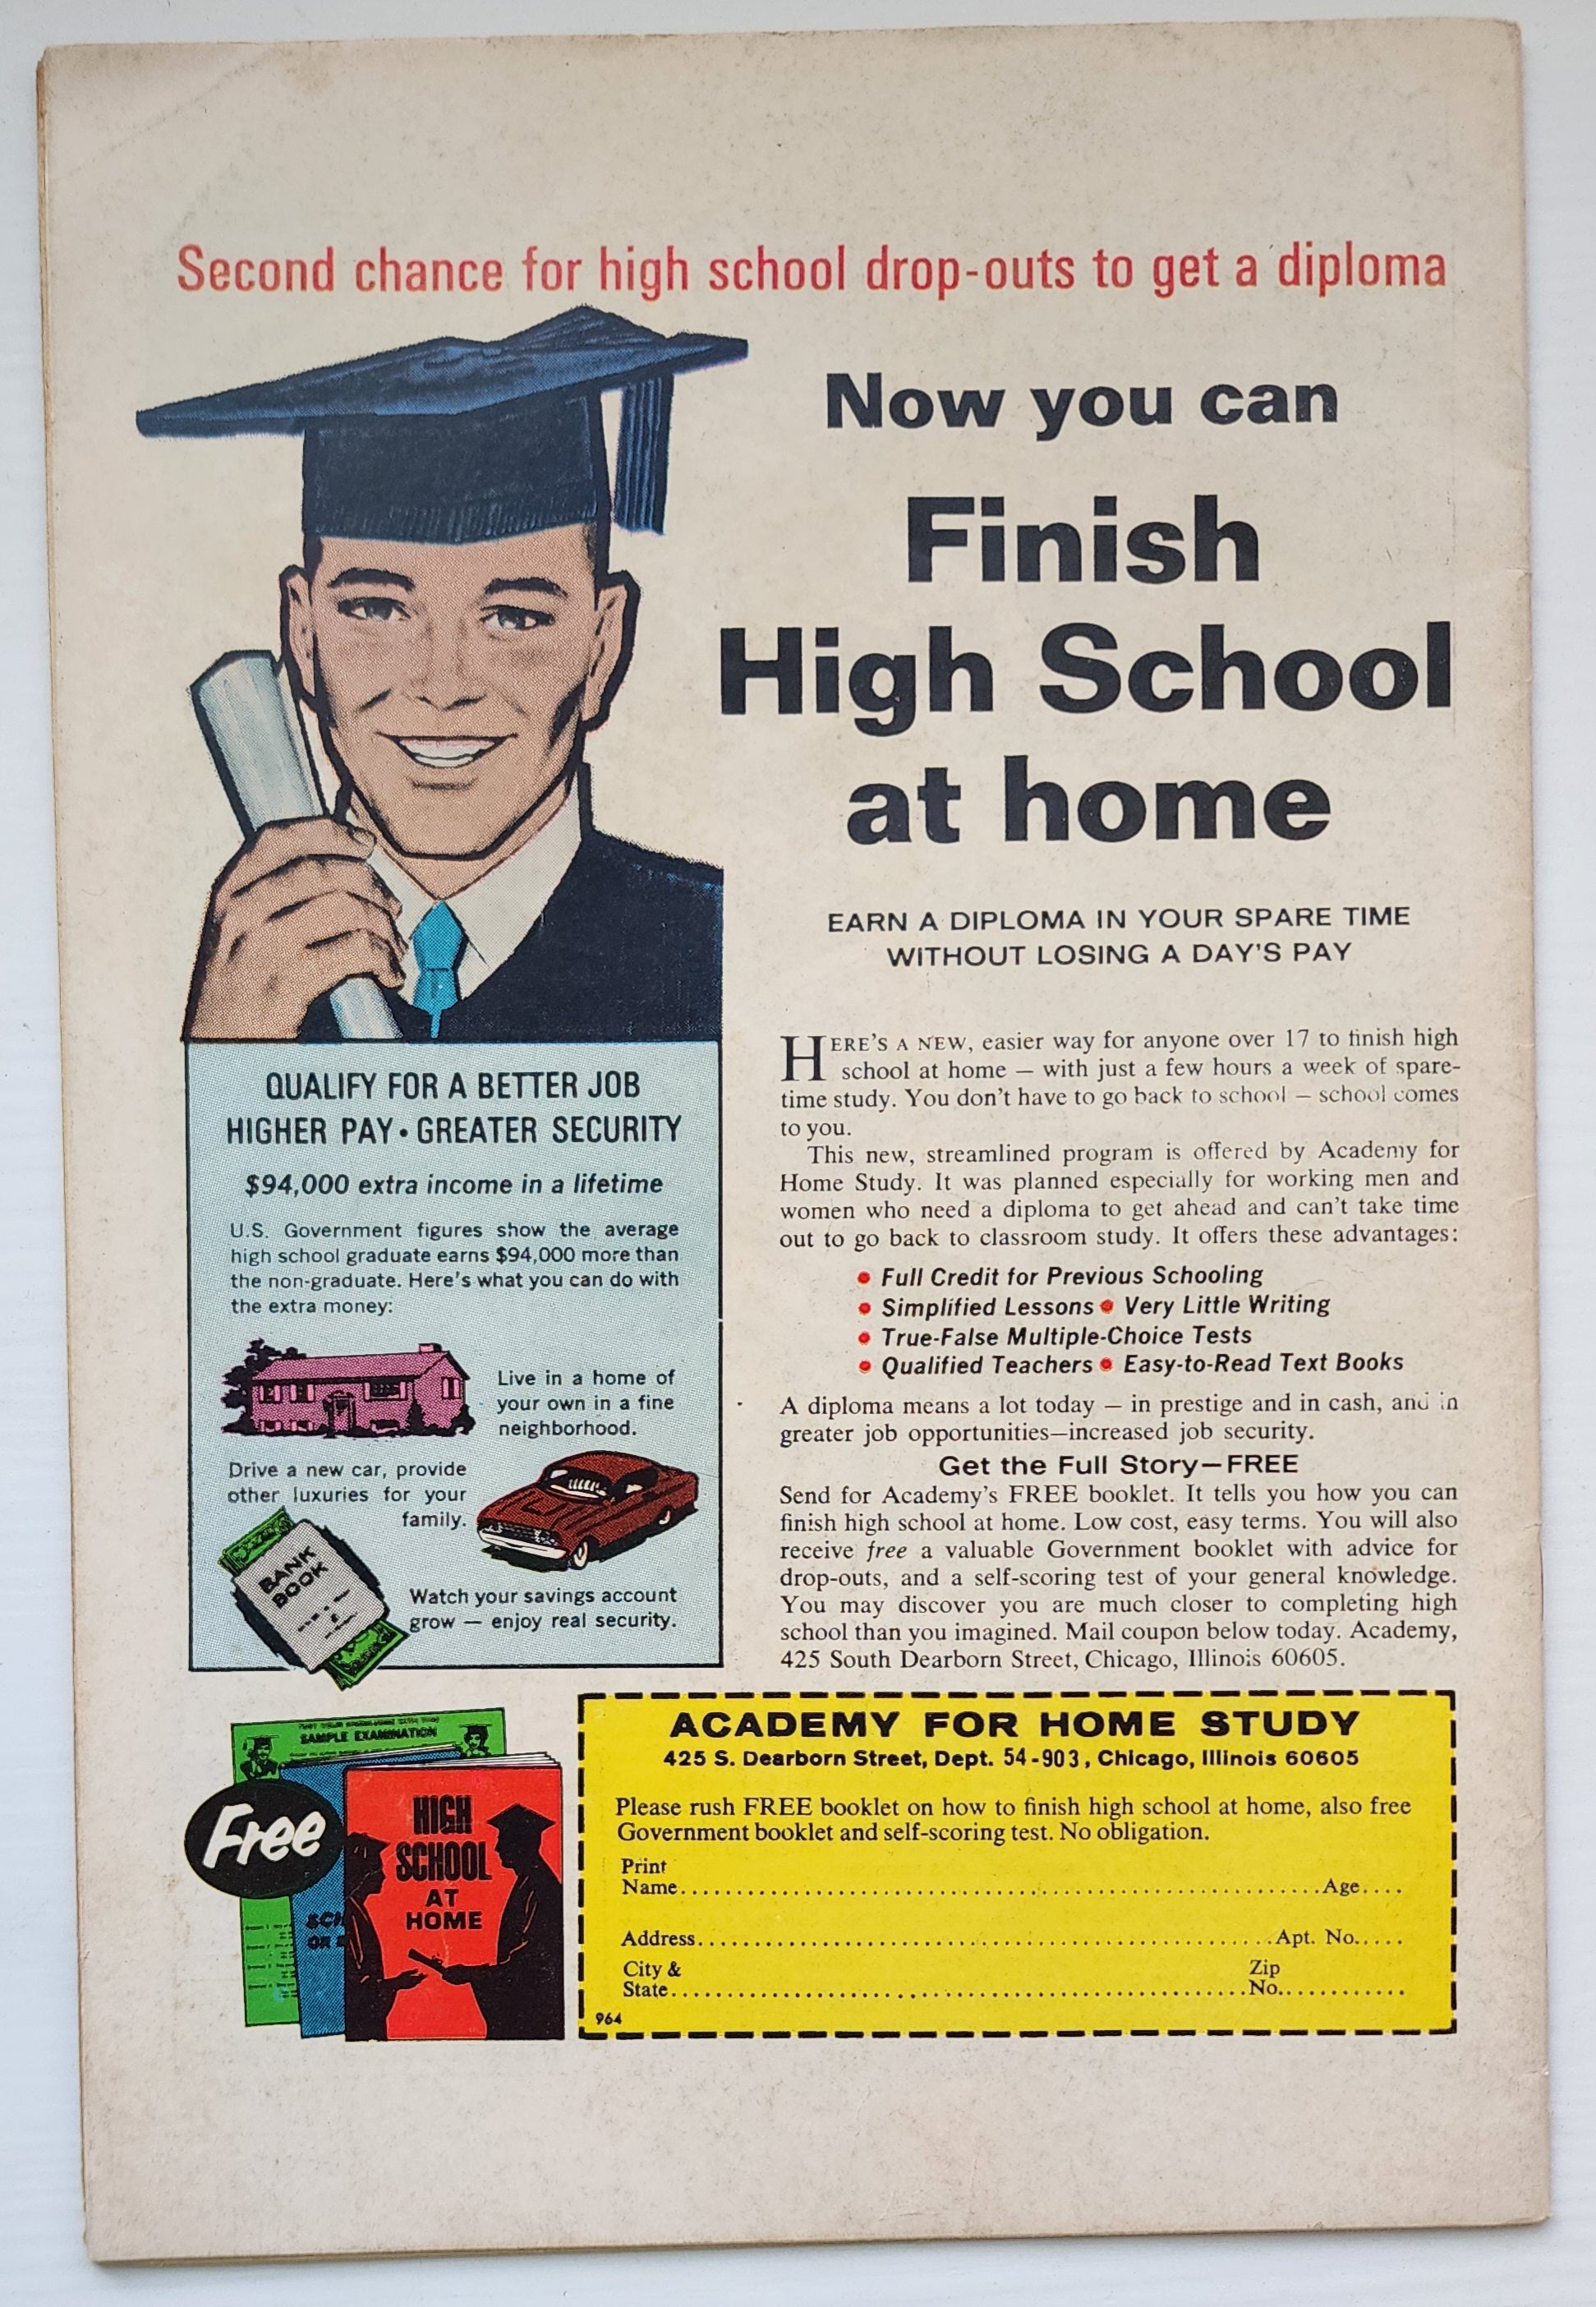 Second chance for high school drop-outs to get a diploma
Now you can
Finish
High School
at home
EARN A DIPLOMA IN YOUR SPARE TIME
WITHOUT LOSING A DAY'S PAY
HERE'S A NEW, easier way for anyone over 17 to finish high
school at home — with just a few hours a week of spare-
time study. You don't have to go back to school — school comes
to you.
This new, streamlined program is offered by Academy for
Home Study. It was planned especially for working men and
women who need a diploma to get ahead and can't take time
out to go back to classroom study. It offers these advantages:
• Full Credit for Previous Schooling
• Simplified Lessons • Very Little Writing
• True-False Multiple-Choice Tests
• Qualified Teachers • Easy-to-Read Text Books
A diploma means a lot today — in prestige and in cash, and in
greater job opportunities—increased job security.
Get the Full Story—FREE
Send for Academy's FREE booklet. It tells you how you can
finish high school at home. Low cost, easy terms. You will also
receive free a valuable Government booklet with advice for
drop-outs, and a self-scoring test of your general knowledge.
You may discover you are much closer to completing high
school than you imagined. Mail coupon below today. Academy,
425 South Dearborn Street, Chicago, Illinois 60605.
QUALIFY FOR A BETTER JOB
HIGHER PAY • GREATER SECURITY
$94,000 extra income in a lifetime
U.S. Government figures show the average
high school graduate earns $94,000 more than
the non-graduate. Here's what you can do with
the extra money:
Live in a home of
your own in a fine
neighborhood.
Drive a new car, provide
other luxuries for your
family.
BANK
BOOK
Watch your savings account
grow — enjoy real security.
SAMPLE EXAMINATION
Free
HIGH
SCHOOL
AT
HOME
ACADEMY FOR HOME STUDY
425 S. Dearborn Street, Dept. 54-903, Chicago, Illinois 60605
Please rush FREE booklet on how to finish high school at home, also free
Government booklet and self-scoring test. No obligation.
Print
Name.............................................................Age....
Address.......................................................Apt. No.....
City & Zip
State.......................................................No............
964